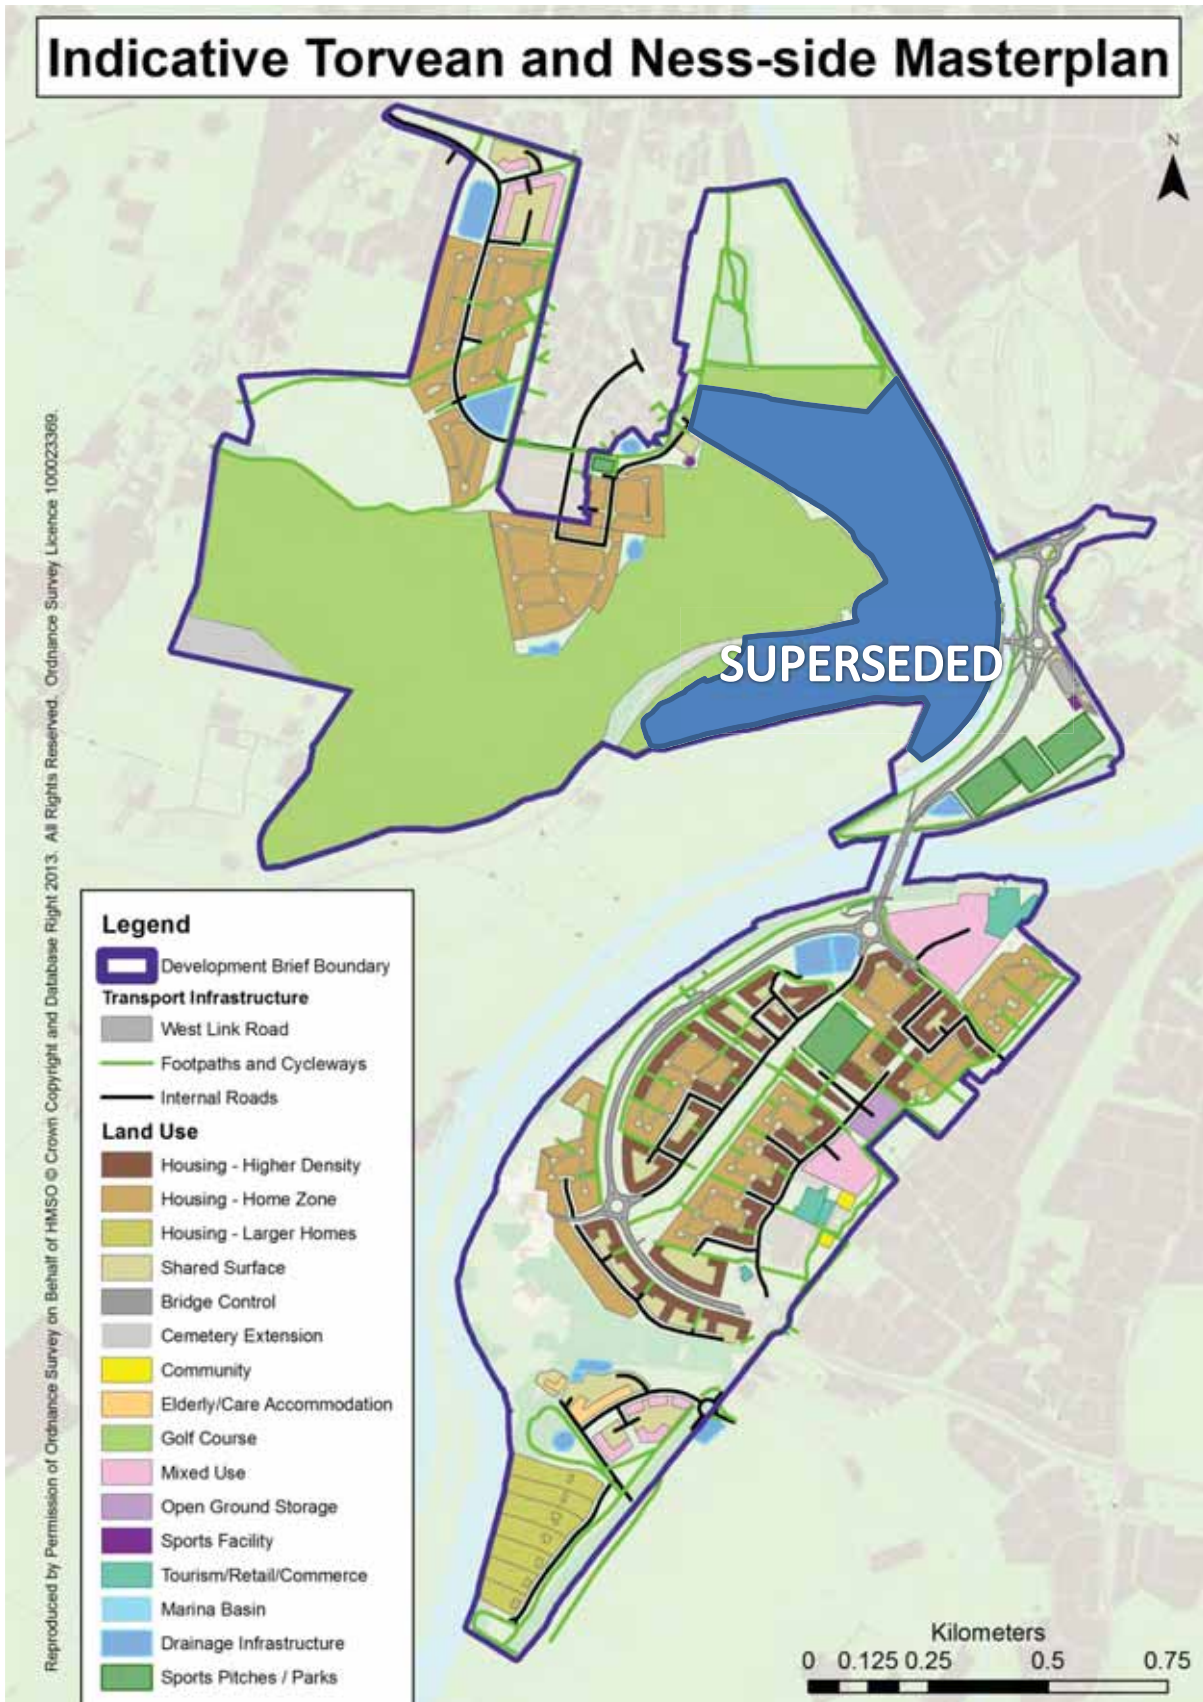 Indicative Torvean and Ness-side Masterplan
N
SUPERSEDED
Reproduced by Permission of Ordnance Survey on Behalf of HMSO © Crown Copyright and Database Right 2013. All Rights Reserved. Ordnance Survey Licence 100023369.
Legend
Development Brief Boundary
Transport Infrastructure
West Link Road
Footpaths and Cycleways
Internal Roads
Land Use
Housing - Higher Density
Housing - Home Zone
Housing - Larger Homes
Shared Surface
Bridge Control
Cemetery Extension
Community
Elderly/Care Accommodation
Golf Course
Mixed Use
Open Ground Storage
Sports Facility
Tourism/Retail/Commerce
Marina Basin
Drainage Infrastructure
Sports Pitches / Parks
Kilometers
0 0.125 0.25 0.5 0.75